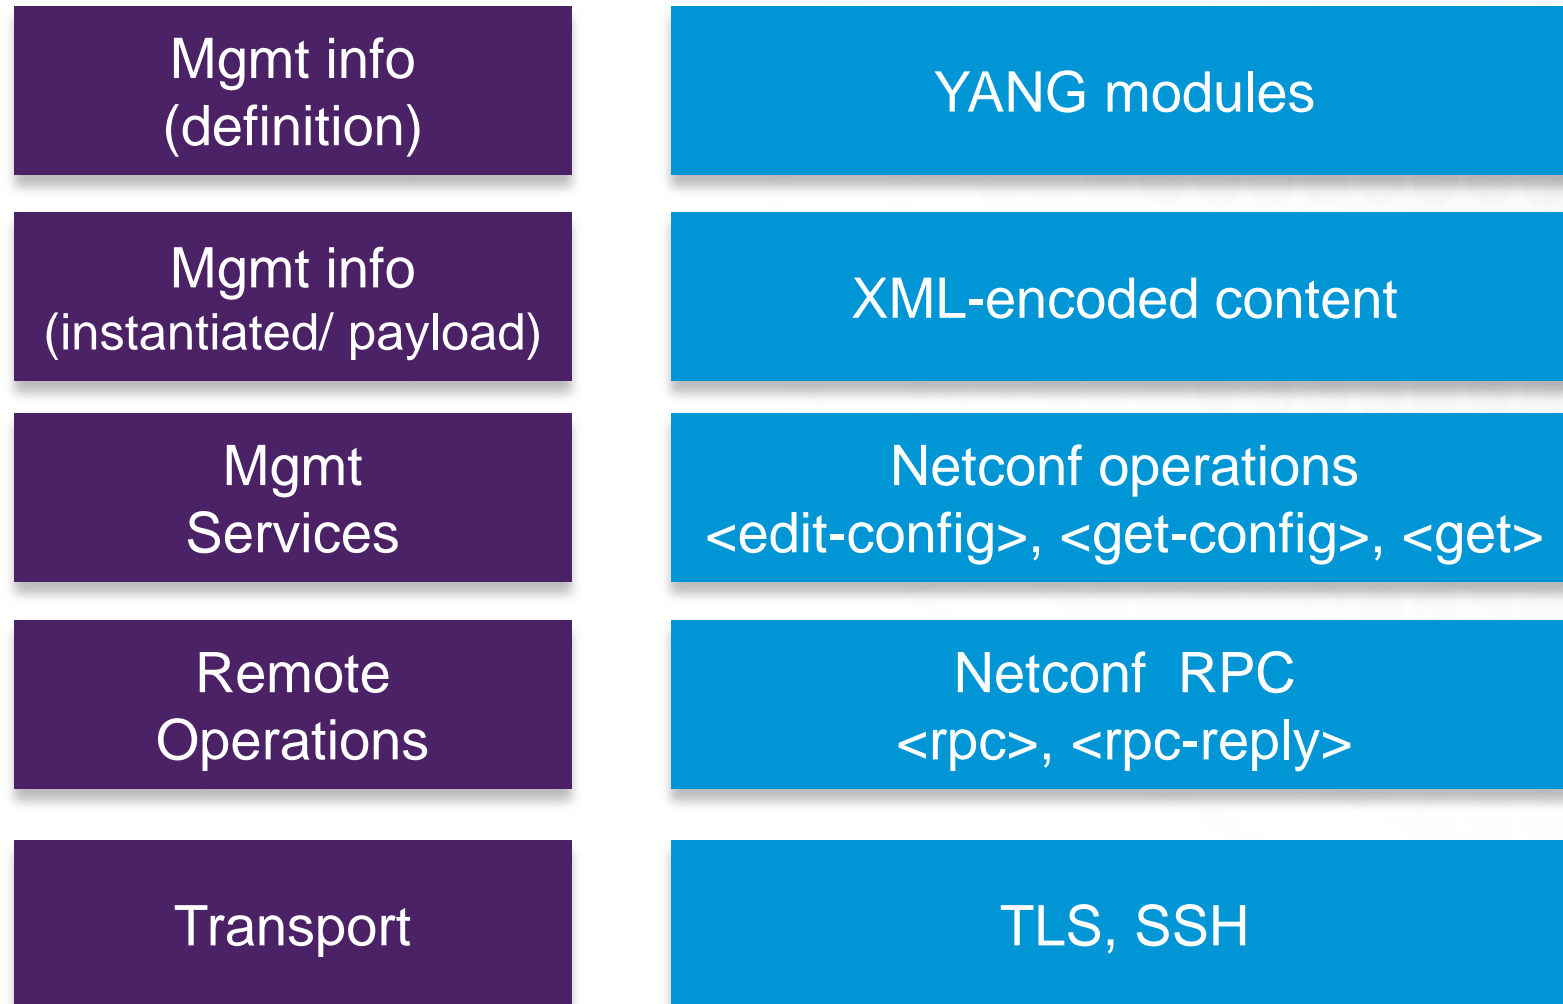 Mgmt info
(definition)
YANG modules
Mgmt info
(instantiated/ payload)
XML-encoded content
Mgmt
Services
Netconf operations
<edit-config>, <get-config>, <get>
Remote
Operations
Netconf  RPC
<rpc>, <rpc-reply>
Transport
TLS, SSH